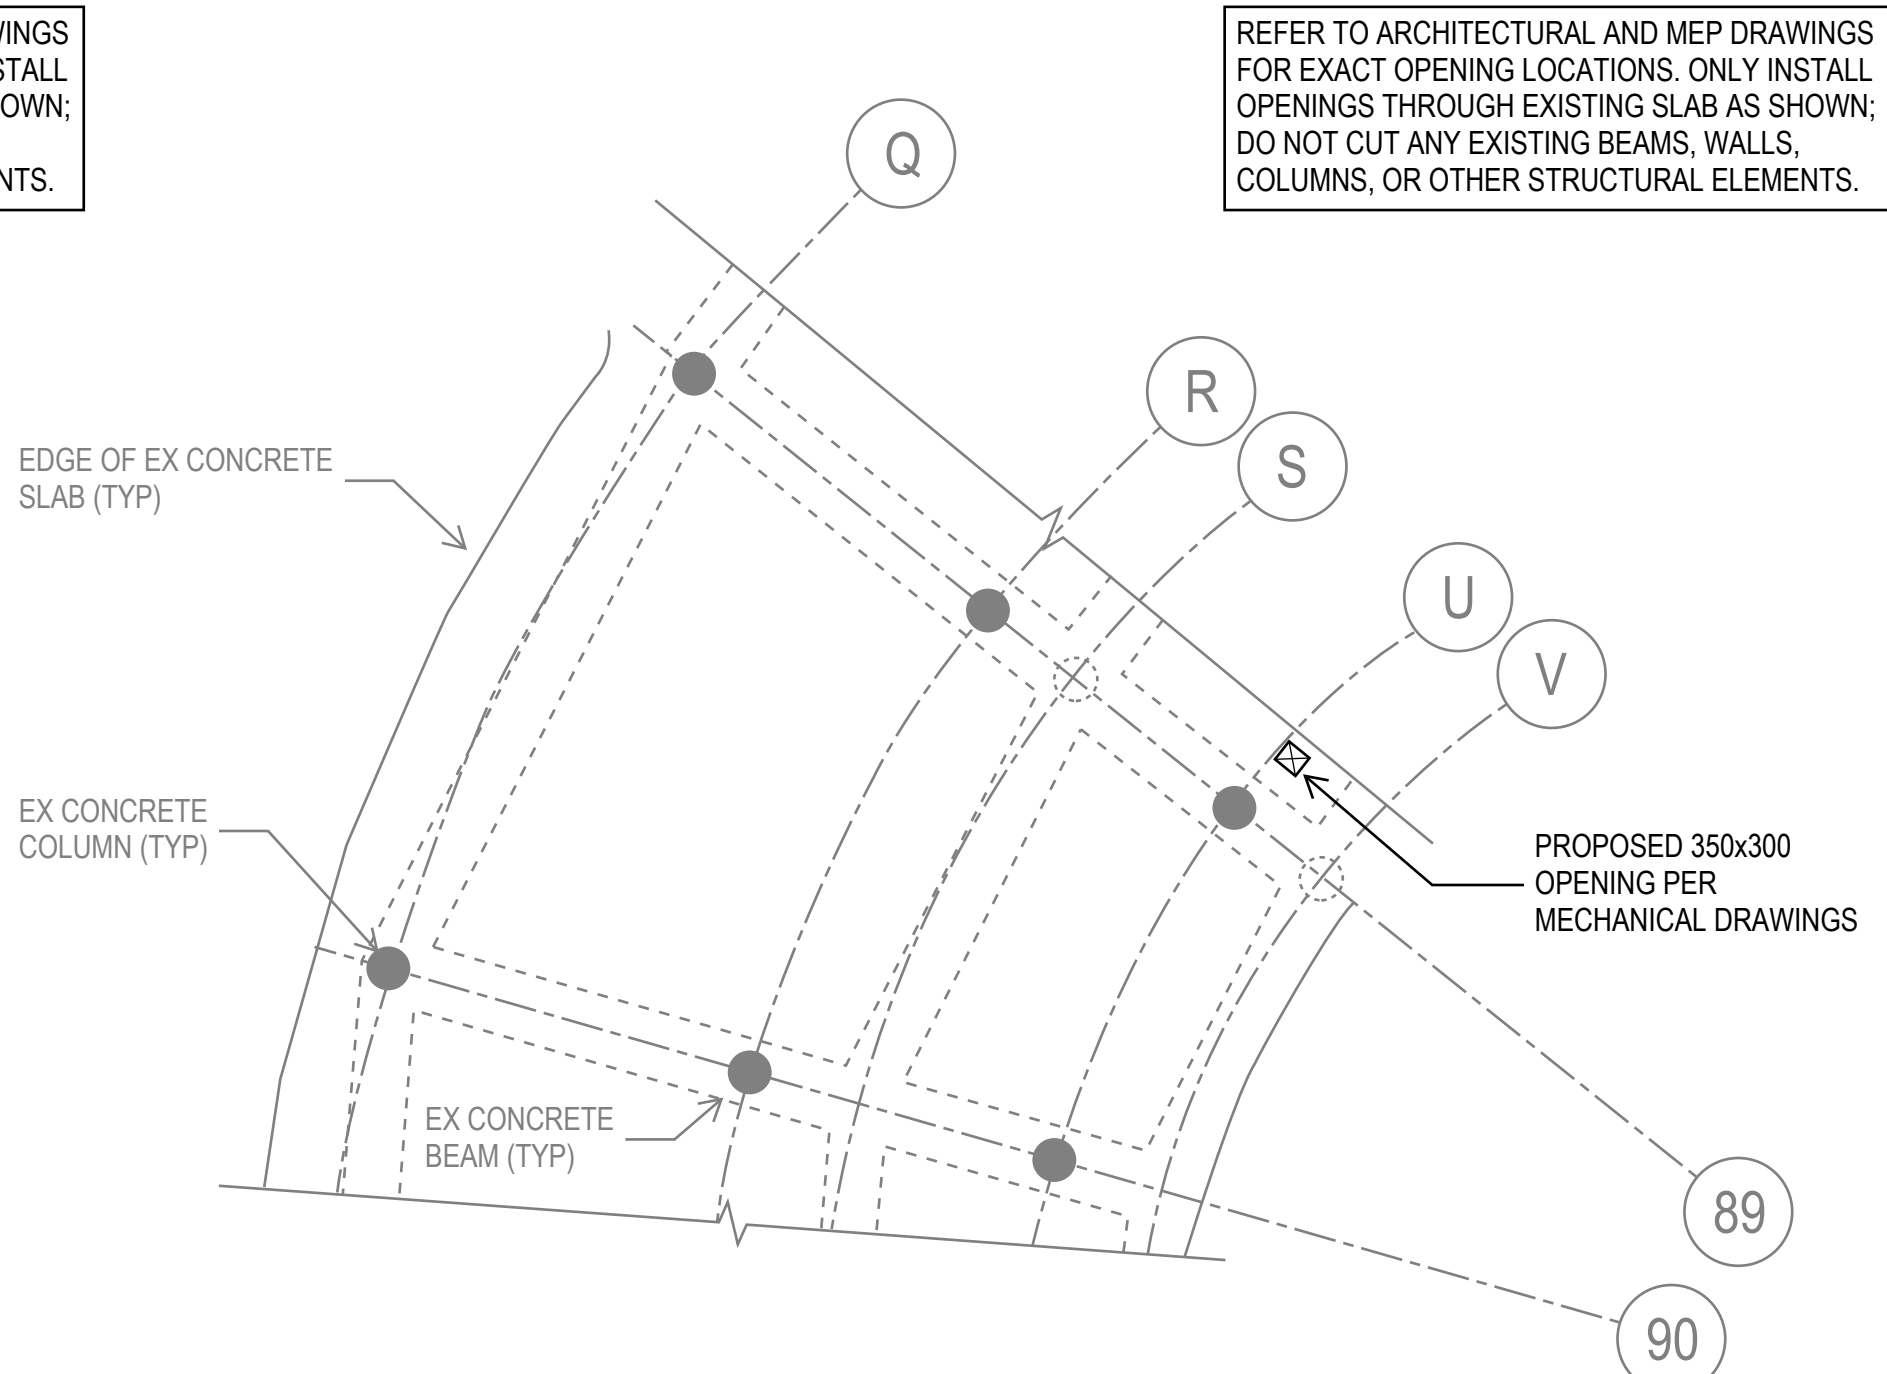 WINGS
STALL
OWN;
NTS.
REFER TO ARCHITECTURAL AND MEP DRAWINGS
FOR EXACT OPENING LOCATIONS. ONLY INSTALL
OPENINGS THROUGH EXISTING SLAB AS SHOWN;
DO NOT CUT ANY EXISTING BEAMS, WALLS,
COLUMNS, OR OTHER STRUCTURAL ELEMENTS.
Q
R
S
U
V
EDGE OF EX CONCRETE
SLAB (TYP)
EX CONCRETE
COLUMN (TYP)
PROPOSED 350x300
OPENING PER
MECHANICAL DRAWINGS
EX CONCRETE
BEAM (TYP)
89
90